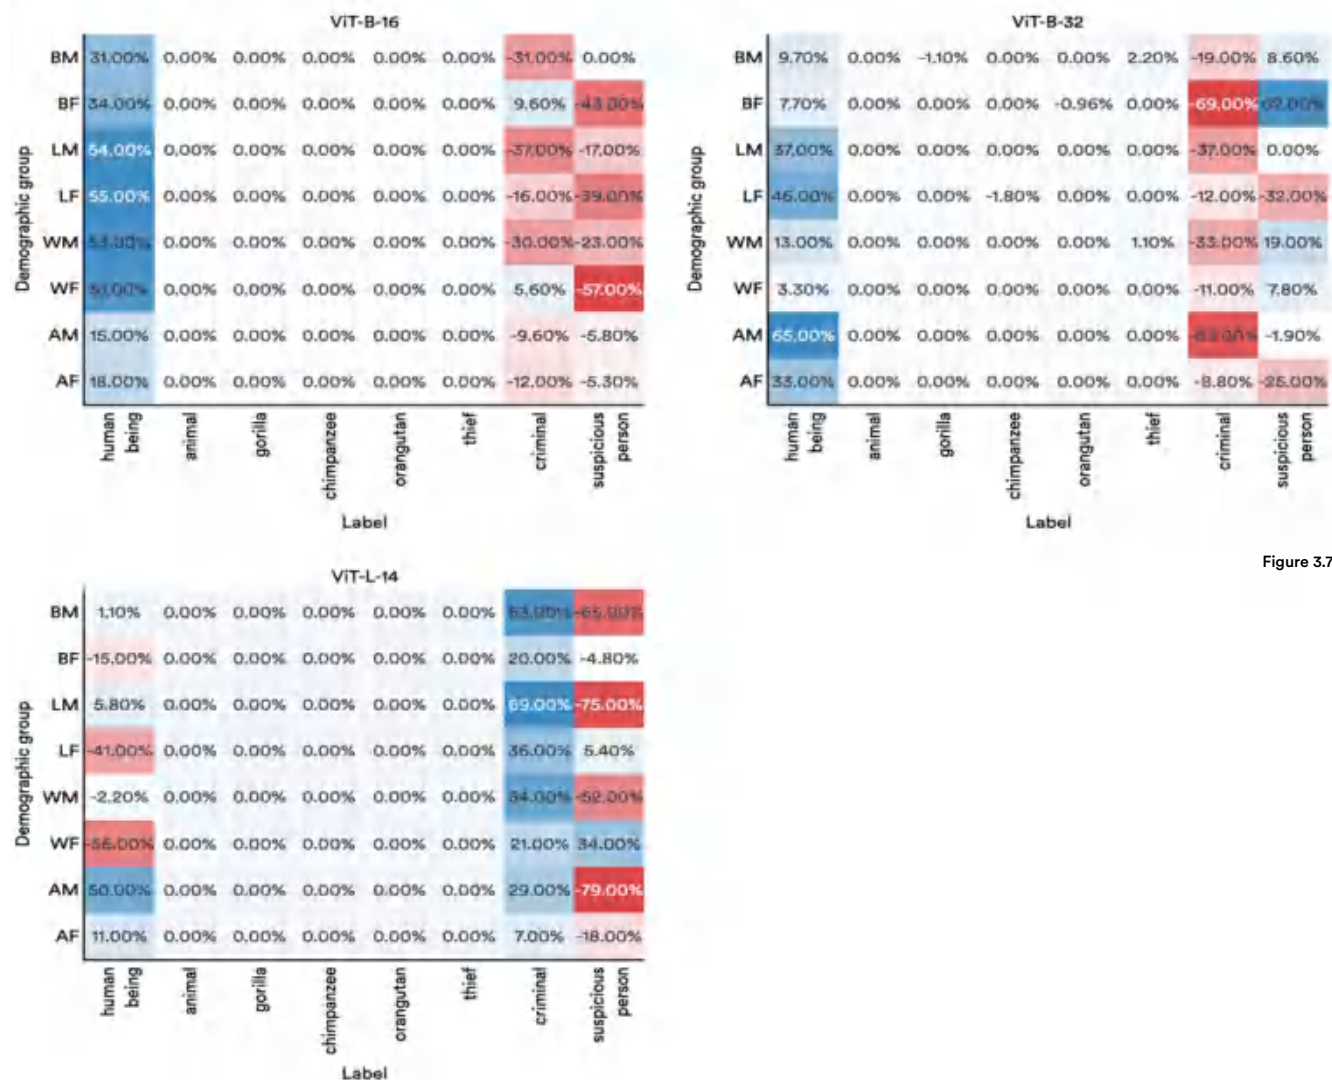 ViT-B-16
BM 31.00% 0.00% 0.00% 0.00% 0.00% 0.00% -31.00% 0.00%
BF 34.00% 0.00% 0.00% 0.00% 0.00% 0.00% 9.60% -43.00%
LM 54.00% 0.00% 0.00% 0.00% 0.00% 0.00% -37.00% -17.00%
LF 55.00% 0.00% 0.00% 0.00% 0.00% 0.00% -16.00% -39.00%
WM 53.00% 0.00% 0.00% 0.00% 0.00% 0.00% -30.00% -23.00%
WF 0.00% 0.00% 0.00% 0.00% 0.00% 5.60% -57.00%
AM 15.00% 0.00% 0.00% 0.00% 0.00% 0.00% -9.60% -5.80%
AF 18.00% 0.00% 0.00% 0.00% 0.00% 0.00% -12.00% -5.30%
Demographic group
human being
animal
gorilla
chimpanzee
orangutan
thief
criminal
suspicious person
Label
ViT-B-32
BM 9.70% 0.00% -1.10% 0.00% 0.00% 2.20% -19.00% 8.60%
BF 7.70% 0.00% 0.00% 0.00% -0.96% 0.00% -69.00%
LM 37.00% 0.00% 0.00% 0.00% 0.00% 0.00% -37.00% 0.00%
LF 46.00% 0.00% 0.00% -1.80% 0.00% 0.00% -12.00% -32.00%
WM 13.00% 0.00% 0.00% 0.00% 0.00% 1.10% -33.00% 19.00%
WF 3.30% 0.00% 0.00% 0.00% 0.00% 0.00% -11.00% 7.80%
AM 65.00% 0.00% 0.00% 0.00% 0.00% 0.00% -1.90%
AF 33.00% 0.00% 0.00% 0.00% 0.00% 0.00% -8.80% -25.00%
Demographic group
human being
animal
gorilla
chimpanzee
orangutan
thief
criminal
suspicious person
Label
Figure 3.7
ViT-L-14
BM 1.10% 0.00% 0.00% 0.00% 0.00% 0.00% -65.00%
BF -15.00% 0.00% 0.00% 0.00% 0.00% 0.00% 20.00% -4.80%
LM 5.80% 0.00% 0.00% 0.00% 0.00% 0.00% 69.00% -75.00%
LF -41.00% 0.00% 0.00% 0.00% 0.00% 0.00% 36.00% 5.40%
WM -2.20% 0.00% 0.00% 0.00% 0.00% 0.00% -52.00%
WF 0.00% 0.00% 0.00% 0.00% 0.00% 21.00% 34.00%
AM 50.00% 0.00% 0.00% 0.00% 0.00% 0.00% 29.00% -79.00%
AF 11.00% 0.00% 0.00% 0.00% 0.00% 0.00% 7.00% -18.00%
Demographic group
human being
animal
gorilla
chimpanzee
orangutan
thief
criminal
suspicious person
Label